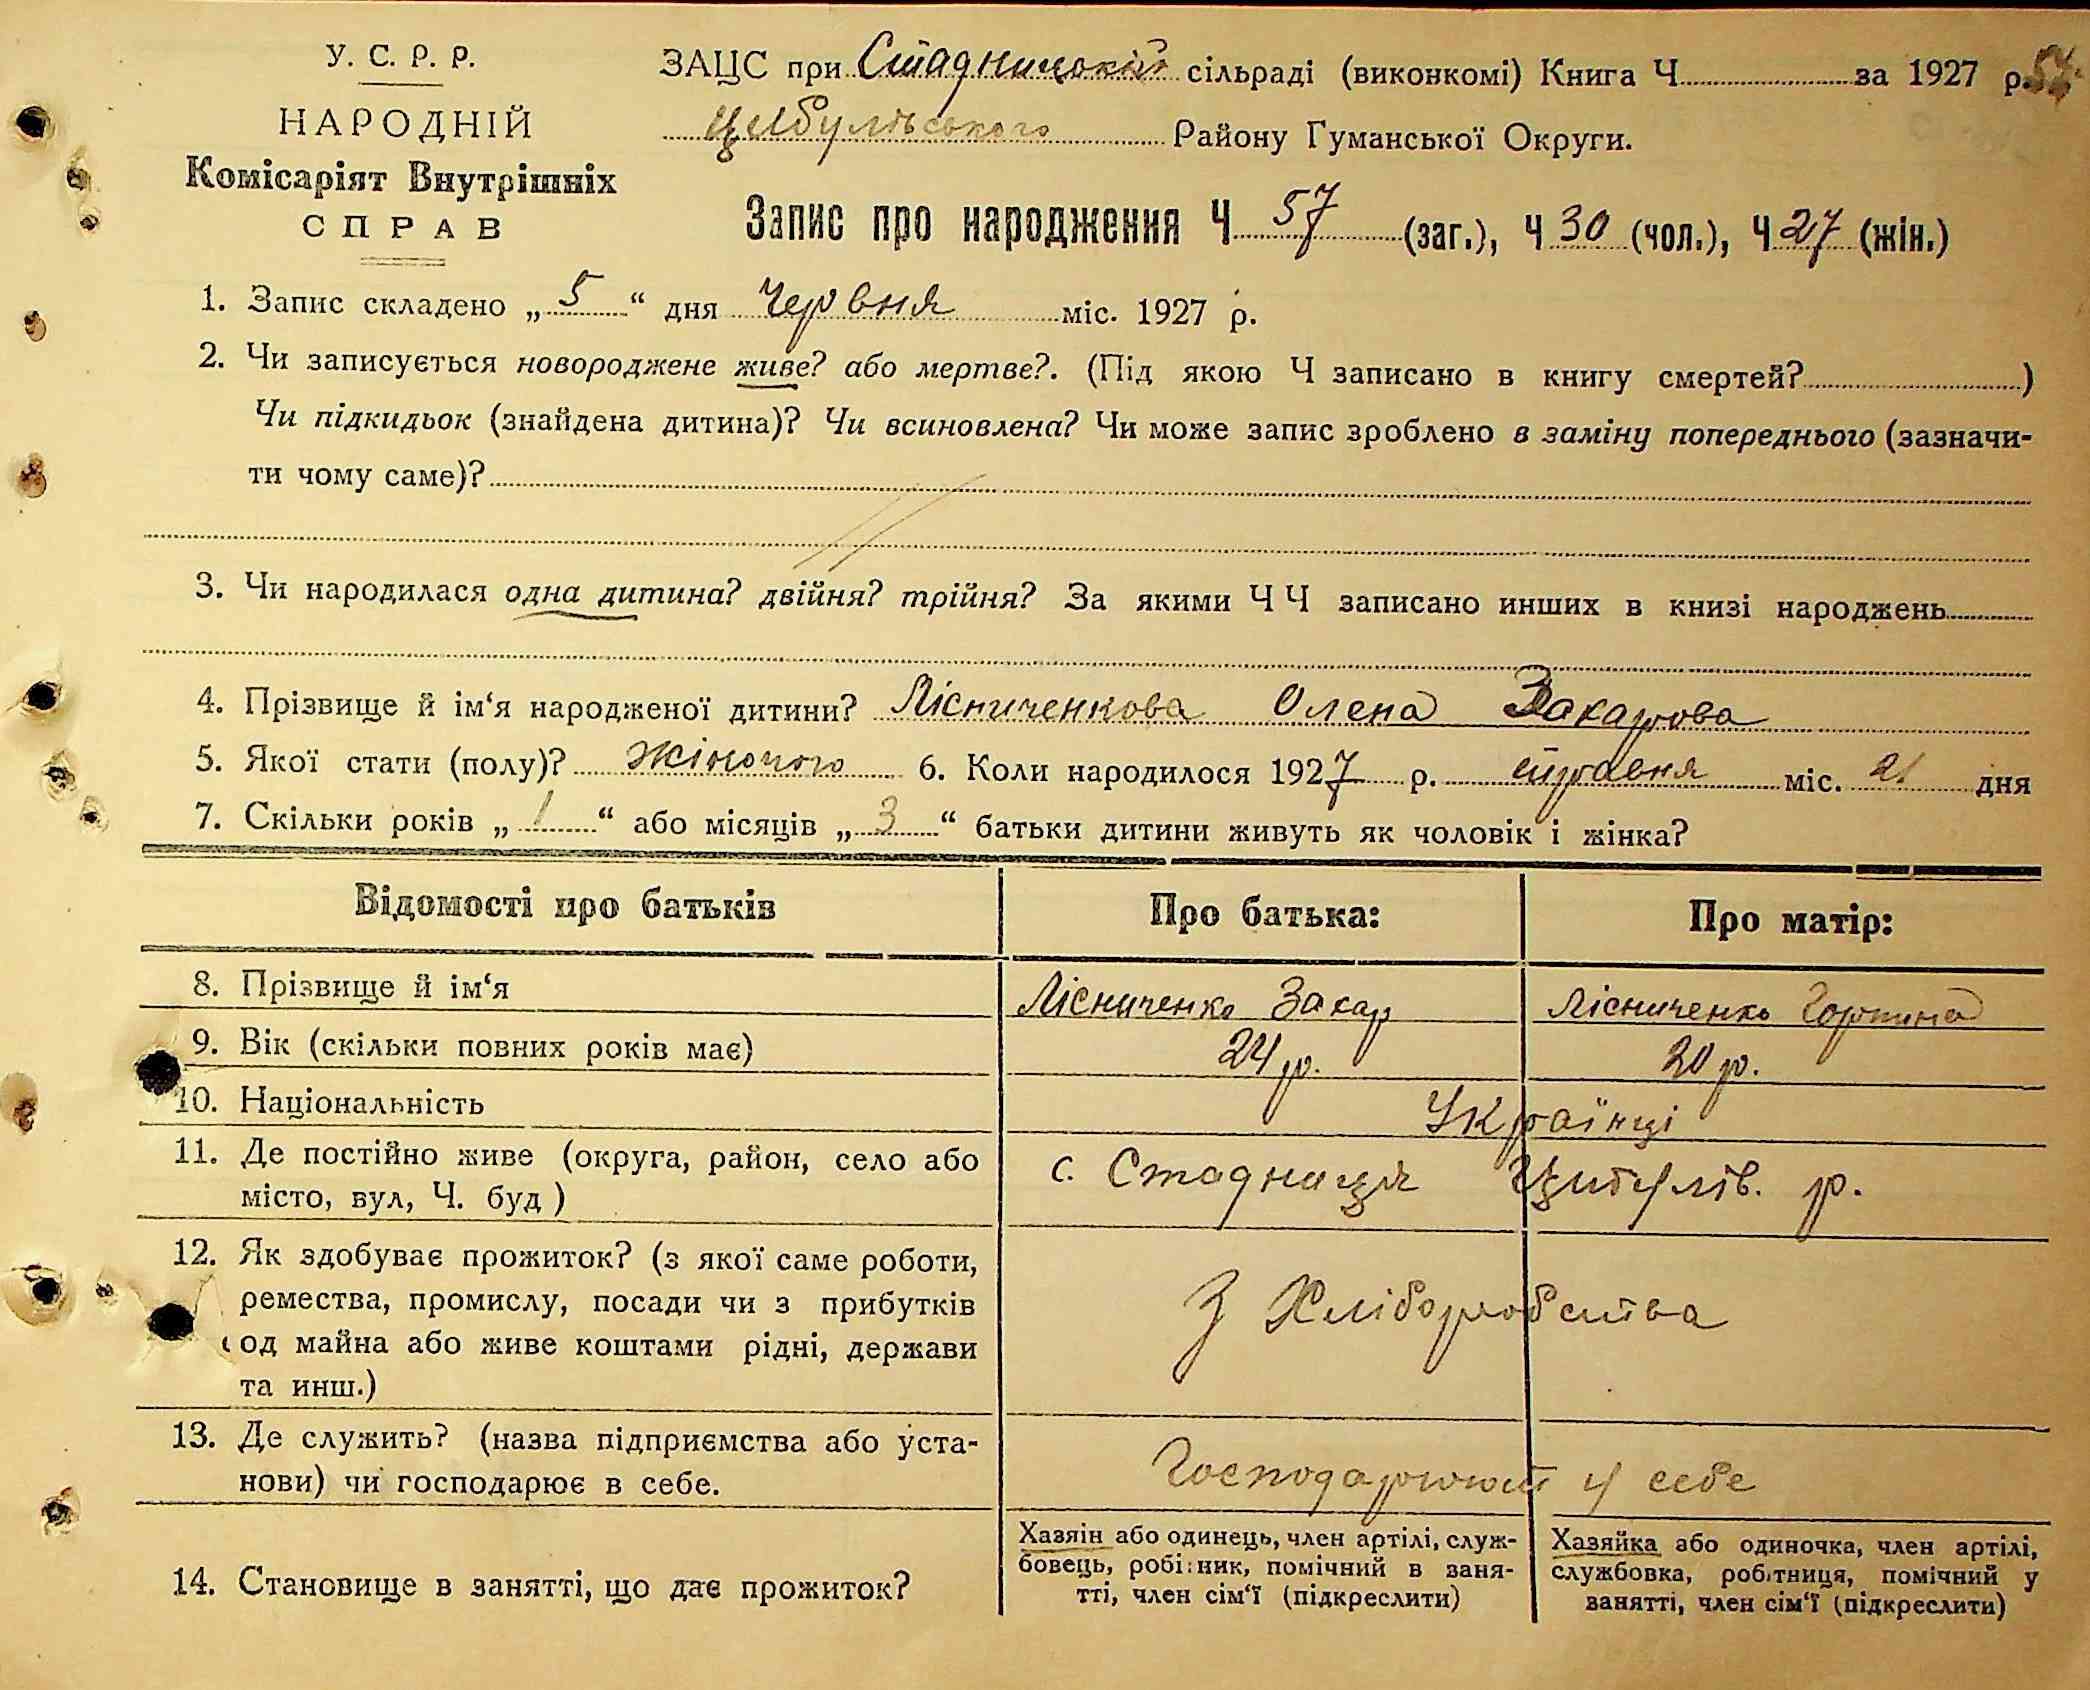 У. С. Р. Р.
НАРОДНІЙ
Комісаріят Внутрішніх
СПРАВ
ЗАЦС при Стадницькій сільраді (виконкомі) Книга Ч за 1927 р.
Цибулівського Району Гуманської Округи.
Запис про народження Ч 57 (заг.), Ч 30 (чол.), Ч 27 (жін.)
1. Запис складено „ 5 “ дня Червня міс. 1927 р.
2. Чи записується новороджене живе? або мертве?. (Під якою Ч записано в книгу смертей? )
Чи підкидьок (знайдена дитина)? Чи всиновлена? Чи може запис зроблено в заміну попереднього (зазначи-
ти чому саме)?
3. Чи народилася одна дитина? двійня? трійня? За якими ЧЧ записано инших в книзі народжень
4. Прізвище й ім‘я народженої дитини? Лісниченкова Олена Захарова
5. Якої стати (полу)? Жіночого 6. Коли народилося 1927 р. травня міс. 21 дня
7. Скільки років „ 1 “ або місяців „ 3 “ батьки дитини живуть як чоловік і жінка?
Відомості про батьків Про батька: Про матір:
8. Прізвище й ім‘я Лісниченко Захар Лісниченко Горпина
9. Вік (скільки повних років має) 24 р. 20 р.
10. Національність Українці
11. Де постійно живе (округа, район, село або
місто, вул, Ч. буд ) с. Стадниця Цибулів. р.
12. Як здобуває прожиток? (з якої саме роботи,
ремества, промислу, посади чи з прибутків
од майна або живе коштами рідні, держави
та инш.) З Хліборобства
13. Де служить? (назва підприємства або уста-
нови) чи господарює в себе. Господарюют у себе
14. Становище в занятті, що дає прожиток?
Хазяін або одинець, член артілі, служ-
бовець, робітник, помічний в заня-
тті, член сім‘ї (підкреслити)
Хазяйка або одиночка, член артілі,
службовка, робітниця, помічний у
занятті, член сім‘ї (підкреслити)